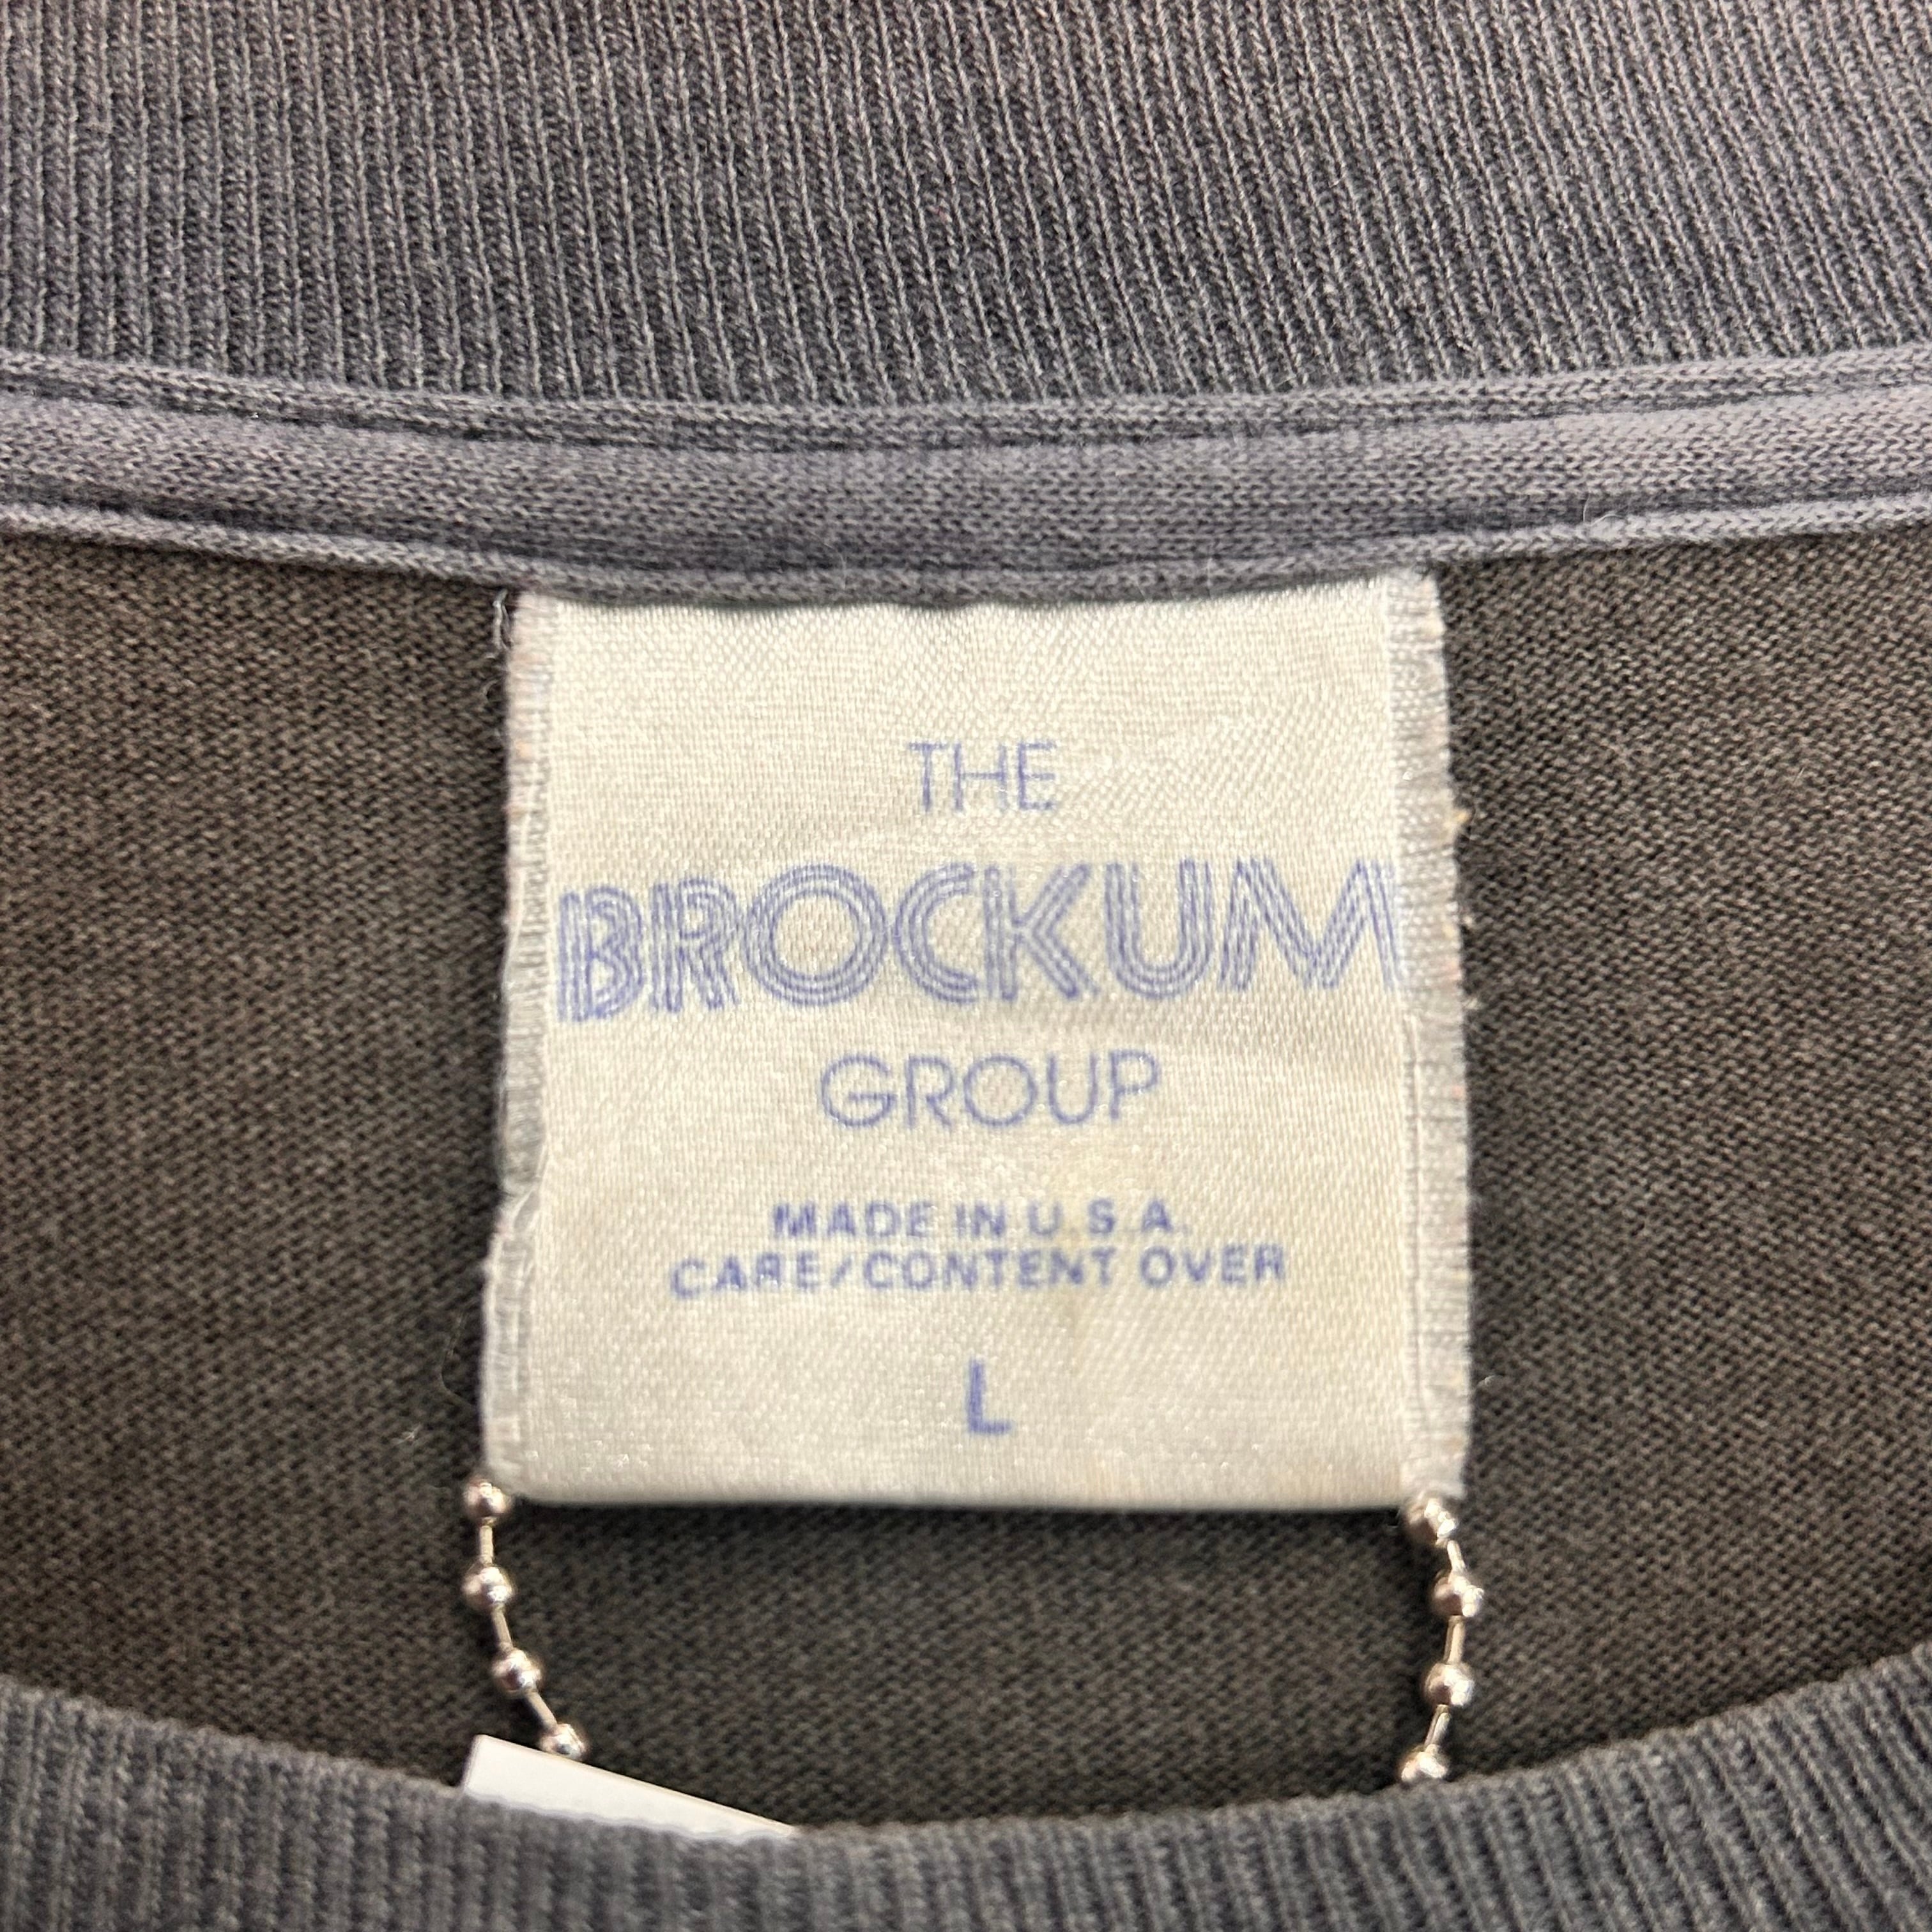 THE
BROCKUM
GROUP
MADE IN U.S.A.
CARE/CONTENT OVER
L